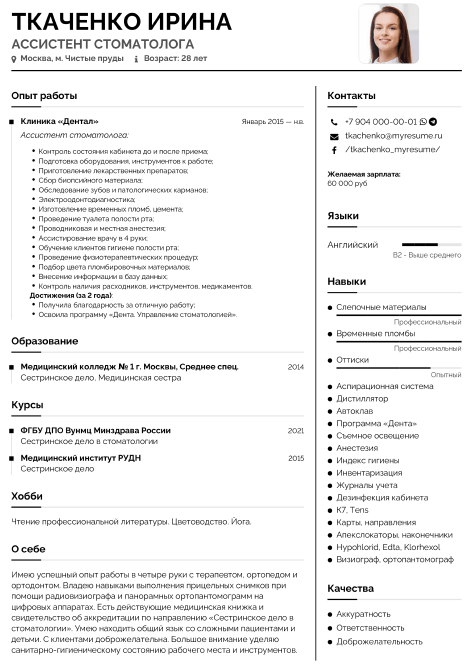 ТКАЧЕНКО ИРИНА
АССИСТЕНТ СТОМАТОЛОГА
Москва, м. Чистые пруды Возраст: 28 лет
Опыт работы
Клиника «Дентал» Январь 2015 — н.в.
Ассистент стоматолога:
Контроль состояния кабинета до и после приема;
Подготовка оборудования, инструментов к работе;
Приготовление лекарственных препаратов;
Сбор биопсийного материала;
Обследование зубов и патологических карманов;
Электроодонтодиагностика;
Изготовление временных пломб, цемента;
Проведение туалета полости рта;
Проводниковая и местная анестезия;
Ассистирование врачу в 4 руки;
Обучение клиентов гигиене полости рта;
Проведение физиотерапевтических процедур;
Подбор цвета пломбировочных материалов;
Внесение информации в базу данных;
Контроль наличия расходников, инструментов, медикаментов.
Достижения (за 2 года):
Получила благодарность за отличную работу;
Освоила программу «Дента. Управление стоматологией».
Образование
Медицинский колледж № 1 г. Москвы, Среднее спец. 2014
Сестринское дело, Медицинская сестра
Курсы
ФГБУ ДПО Вунмц Минздрава России 2021
Сестринское дело в стоматологии
Медицинский институт РУДН 2015
Сестринское дело
Хобби
Чтение профессиональной литературы. Цветоводство. Йога.
О себе
Имею успешный опыт работы в четыре руки с терапевтом, ортопедом и
ортодонтом. Владею навыками выполнения прицельных снимков при
помощи радиовизиографа и панорамных ортопантомограмм на
цифровых аппаратах. Есть действующие медицинская книжка и
свидетельство об аккредитации по направлению «Сестринское дело в
стоматологии». Умею находить общий язык со сложными пациентами и
детьми. С клиентами доброжелательна. Большое внимание уделяю
санитарно-гигиеническому состоянию рабочего места и инструментов.
Контакты
+7 904 000-00-01
tkachenko@myresume.ru
/tkachenko_myresume/
Желаемая зарплата:
60 000 руб
Языки
Английский
B2 - Выше среднего
Навыки
Слепочные материалы
Профессиональный
Временные пломбы
Профессиональный
Оттиски
Опытный
Аспирационная система
Дистиллятор
Автоклав
Программа «Дента»
Съемное освещение
Анестезия
Индекс гигиены
Инвентаризация
Журналы учета
Дезинфекция кабинета
К7, Tens
Карты, направления
Апекслокаторы, наконечники
Hypohlorid, Edta, Klorhexol
Визиограф, ортопантомограф
Качества
Аккуратность
Ответственность
Доброжелательность